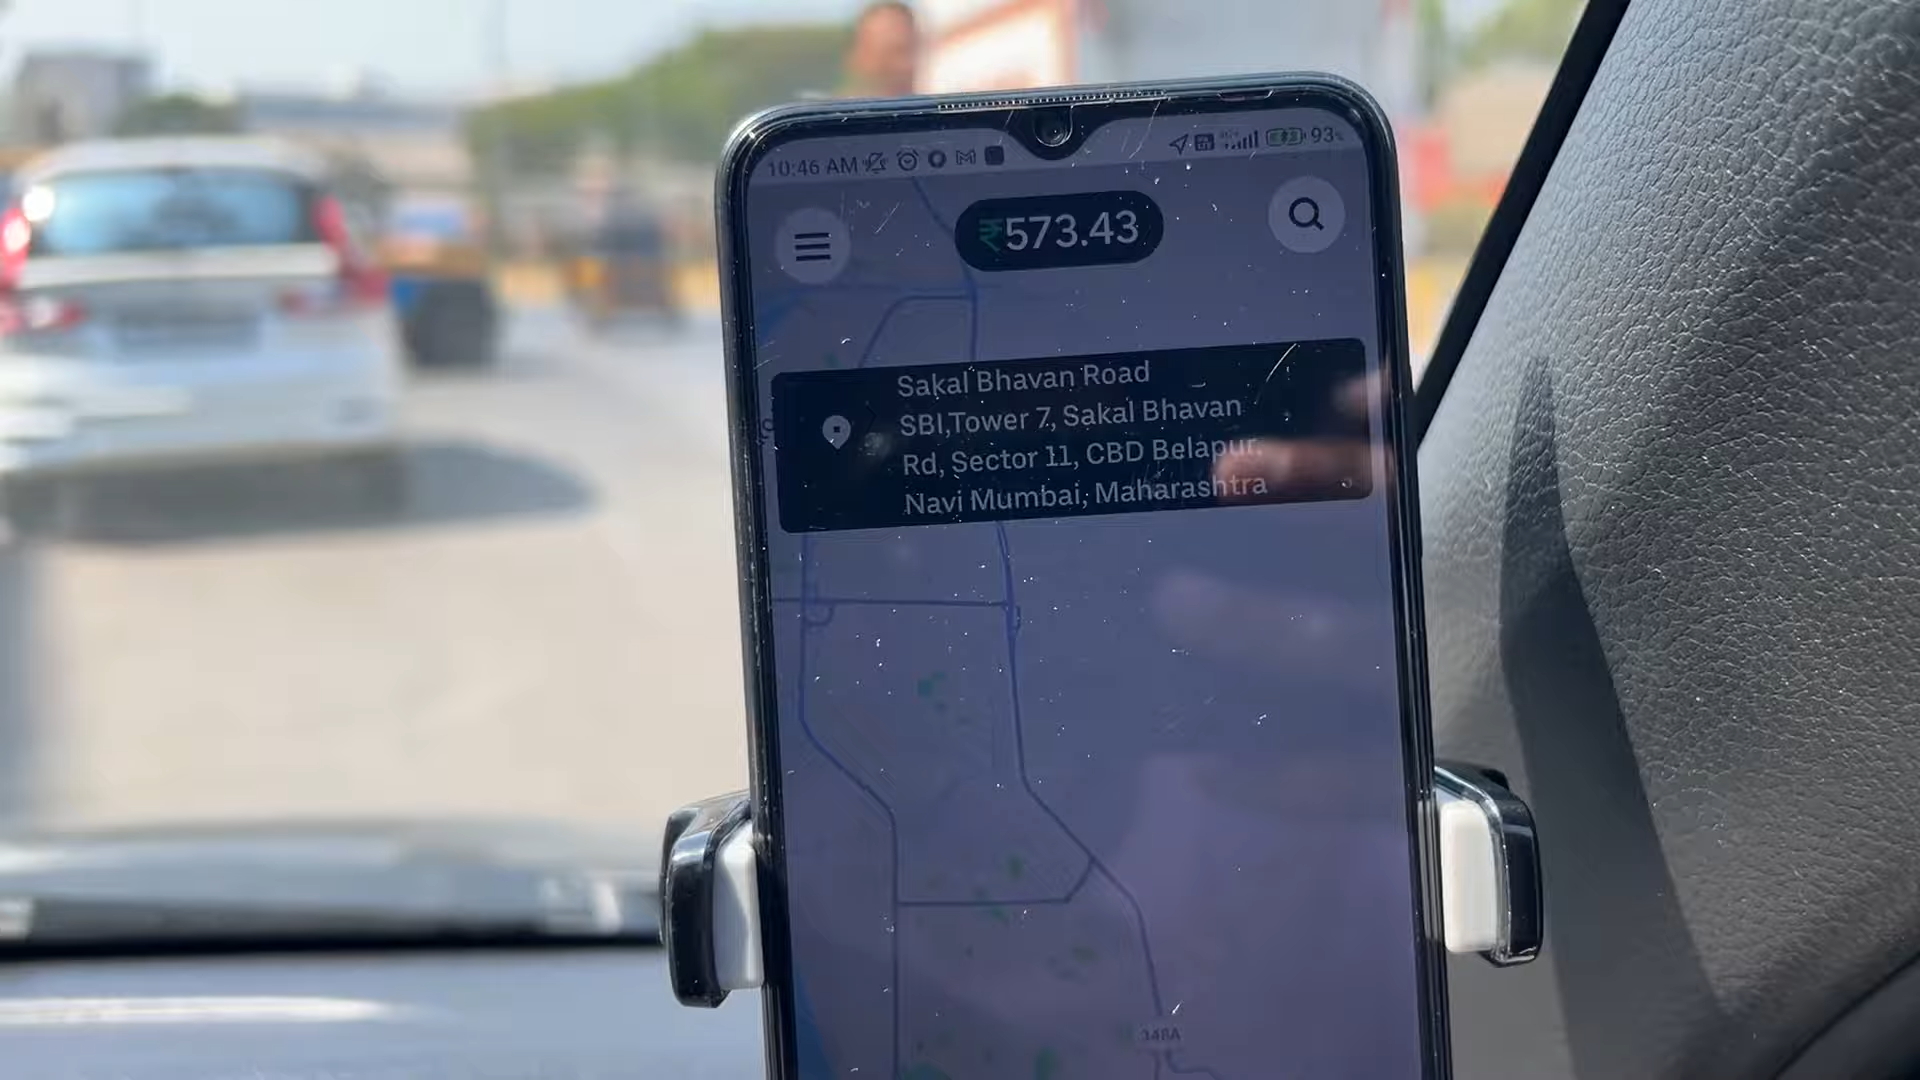 10:46 AM
93%
₹573.43
Sakal Bhavan Road
SBI,Tower 7, Sakal Bhavan
Rd, Sector 11, CBD Belapur,
Navi Mumbai, Maharashtra
348A